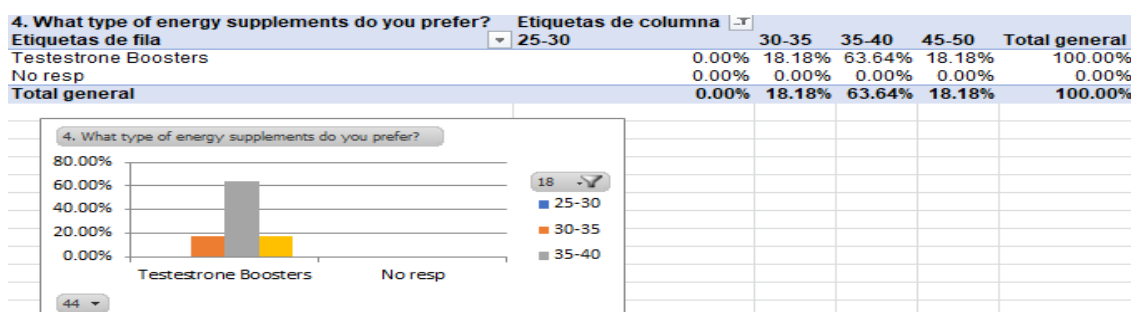 4. What type of energy supplements do you prefer? Etiquetas de columna
Etiquetas de fila 25-30 30-35 35-40 45-50 Total general
Testestrone Boosters 0.00% 18.18% 63.64% 18.18% 100.00%
No resp 0.00% 0.00% 0.00% 0.00% 0.00%
Total general 0.00% 18.18% 63.64% 18.18% 100.00%
4. What type of energy supplements do you prefer?
80.00%
60.00%
40.00%
20.00%
0.00%
Testestrone Boosters No resp
18
25-30
30-35
35-40
44